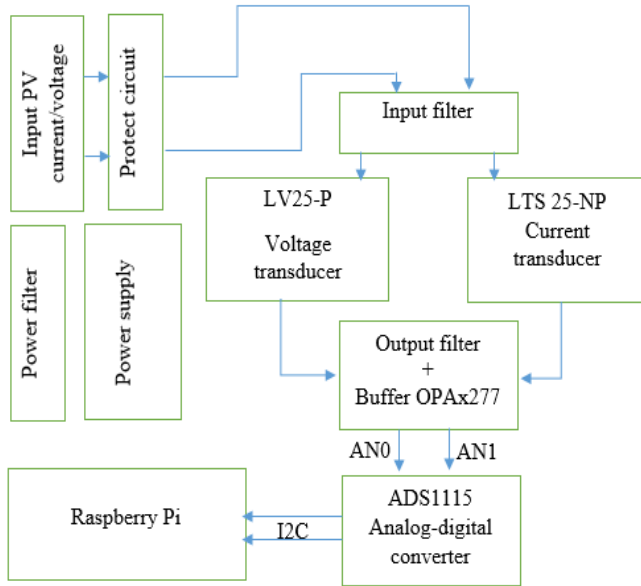 Input PV
current/voltage
Protect circuit
Input filter
LV25-P
Voltage
transducer
LTS 25-NP
Current
transducer
Power filter
Power supply
Output filter
+
Buffer OPAx277
AN0
AN1
Raspberry Pi
I2C
ADS1115
Analog-digital
converter